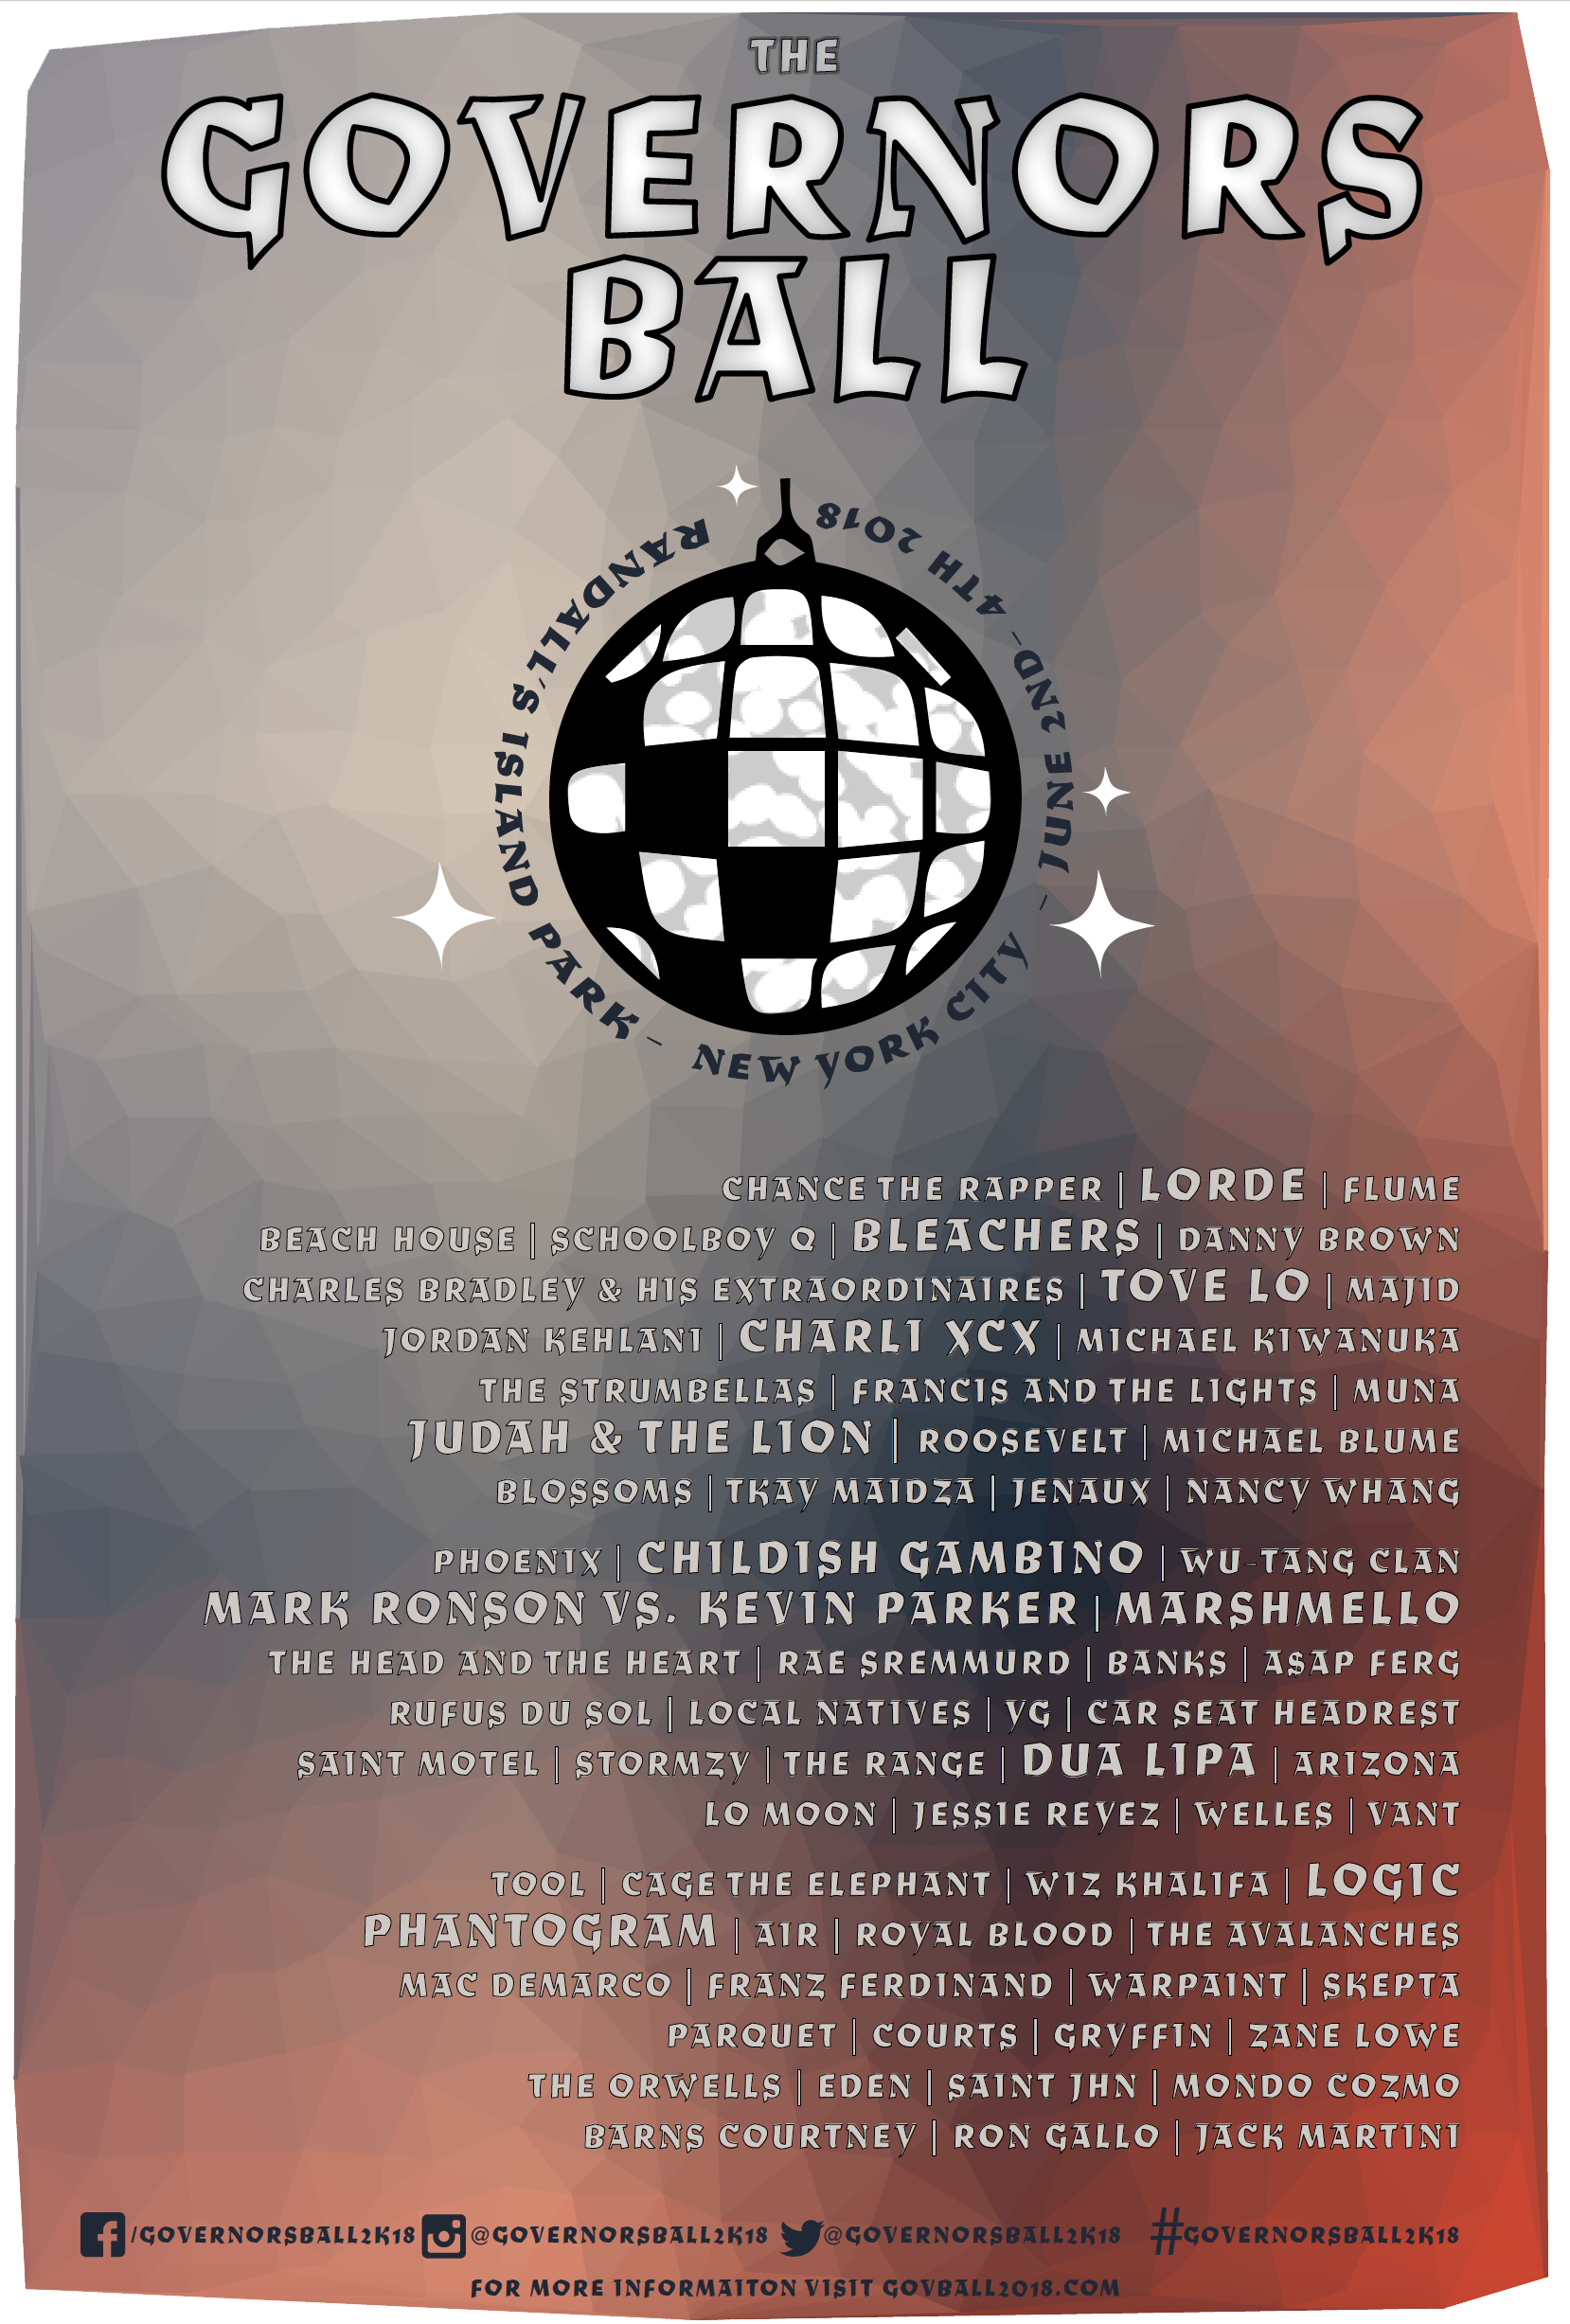 THE
GOVERNORS
BALL
RANDALL'S ISLAND PARK – NEW YORK CITY – JUNE 2ND– 4TH 2018
CHANCE THE RAPPER | LORDE | FLUME
BEACH HOUSE | SCHOOLBOY Q | BLEACHERS | DANNY BROWN
CHARLES BRADLEY & HIS EXTRAORDINAIRES | TOVE LO | MAJID
JORDAN KEHLANI | CHARLI XCX | MICHAEL KIWANUKA
THE STRUMBELLAS | FRANCIS AND THE LIGHTS | MUNA
JUDAH & THE LION | ROOSEVELT | MICHAEL BLUME
BLOSSOMS | TKAY MAIDZA | JENAUX | NANCY WHANG
PHOENIX | CHILDISH GAMBINO | WU-TANG CLAN
MARK RONSON VS. KEVIN PARKER | MARSHMELLO
THE HEAD AND THE HEART | RAE SREMMURD | BANKS | A$AP FERG
RUFUS DU SOL | LOCAL NATIVES | YG | CAR SEAT HEADREST
SAINT MOTEL | STORMZY | THE RANGE | DUA LIPA | ARIZONA
LO MOON | JESSIE REYEZ | WELLES | VANT
TOOL | CAGE THE ELEPHANT | WIZ KHALIFA | LOGIC
PHANTOGRAM | AIR | ROYAL BLOOD | THE AVALANCHES
MAC DEMARCO | FRANZ FERDINAND | WARPAINT | SKEPTA
PARQUET | COURTS | GRYFFIN | ZANE LOWE
THE ORWELLS | EDEN | SAINT JHN | MONDO COZMO
BARNS COURTNEY | RON GALLO | JACK MARTINI
/GOVERNORSBALL2K18 @GOVERNORSBALL2K18 @GOVERNORSBALL2K18 #GOVERNORSBALL2K18
FOR MORE INFORMAITON VISIT GOVBALL2018.COM